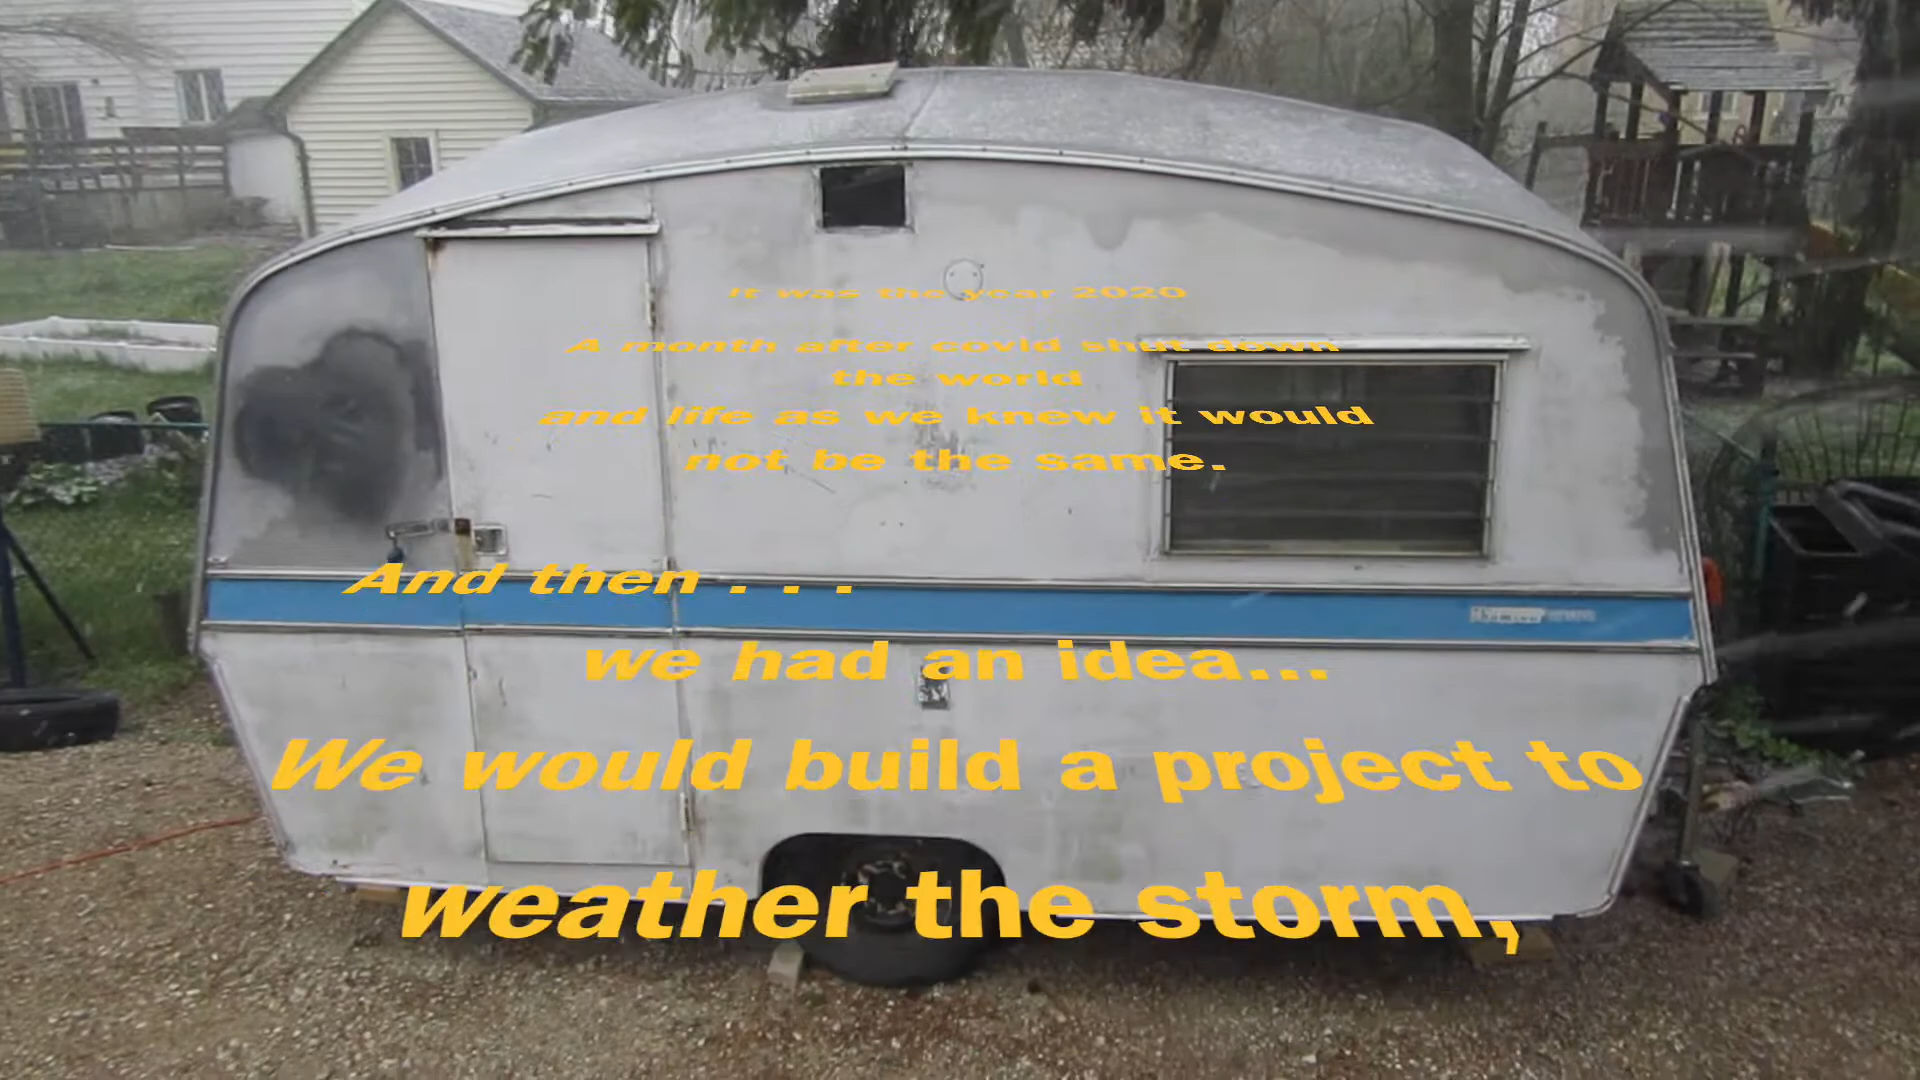 It was the year 2020
A month after covid shut down
the world
and life as we knew it would
not be the same.
And then . . .
we had an idea...
We would build a project to
weather the storm,